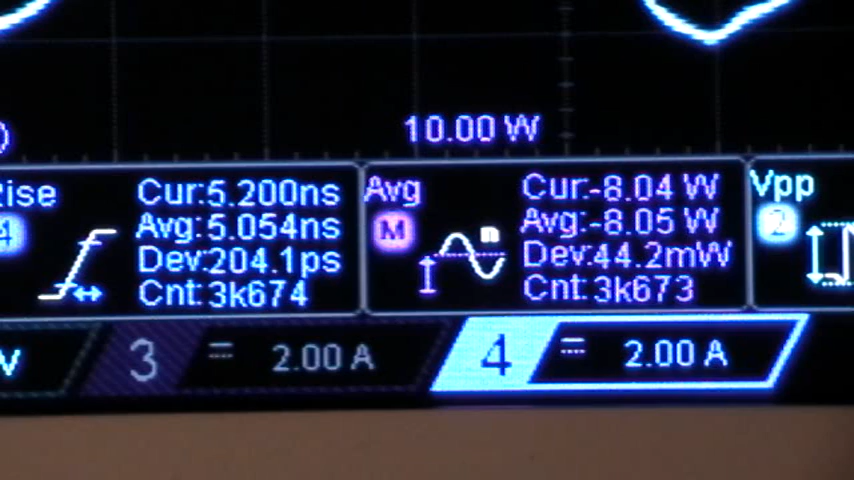 10.00 W
Rise
4
Cur:5.200ns
Avg:5.054ns
Dev:204.1ps
Cnt:3k674
Avg
M
n
Cur:-8.04 W
Avg:-8.05 W
Dev:44.2mW
Cnt:3k673
Vpp
2
V
3 2.00 A
4 2.00 A